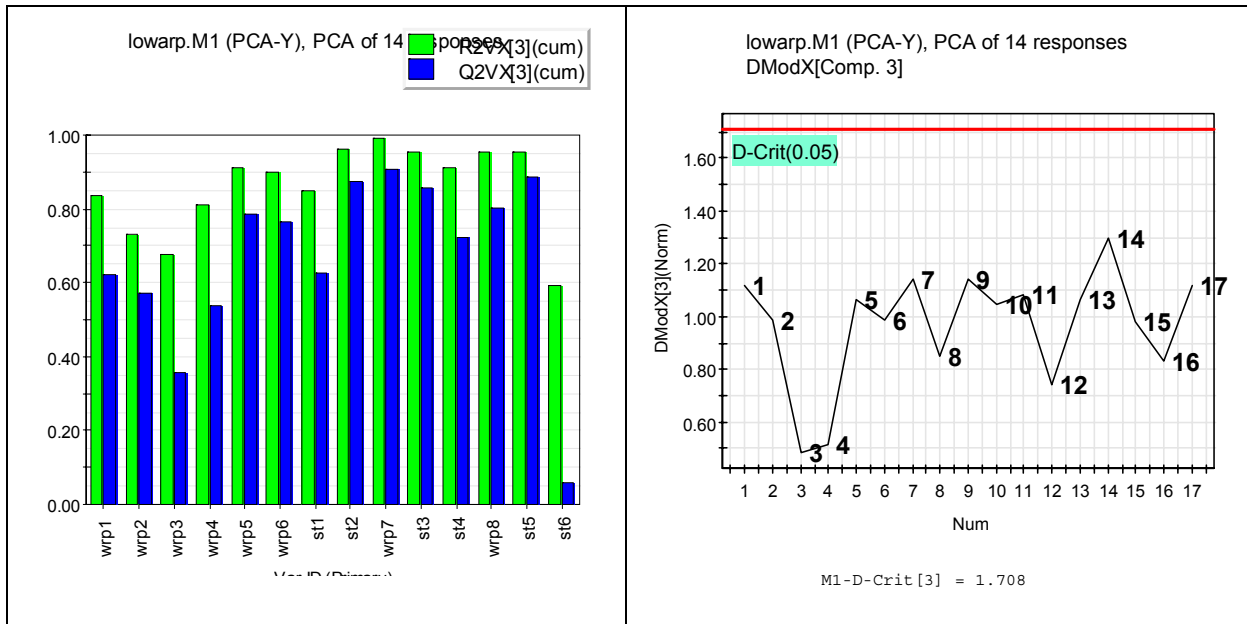 lowarp.M1 (PCA-Y), PCA of 14 responses
R2VX[3](cum)
Q2VX[3](cum)
1.00
0.80
0.60
0.40
0.20
0.00
wrp1
wrp2
wrp3
wrp4
wrp5
wrp6
st1
st2
wrp7
st3
st4
wrp8
st5
st6
Var ID (Primary)
lowarp.M1 (PCA-Y), PCA of 14 responses
DModX[Comp. 3]
DModX[3](Norm)
1.60
1.40
1.20
1.00
0.80
0.60
D-Crit(0.05)
1
2
3
4
5
6
7
8
9
10
11
12
13
14
15
16
17
1 2 3 4 5 6 7 8 9 10 11 12 13 14 15 16 17
Num
M1-D-Crit[3] = 1.708